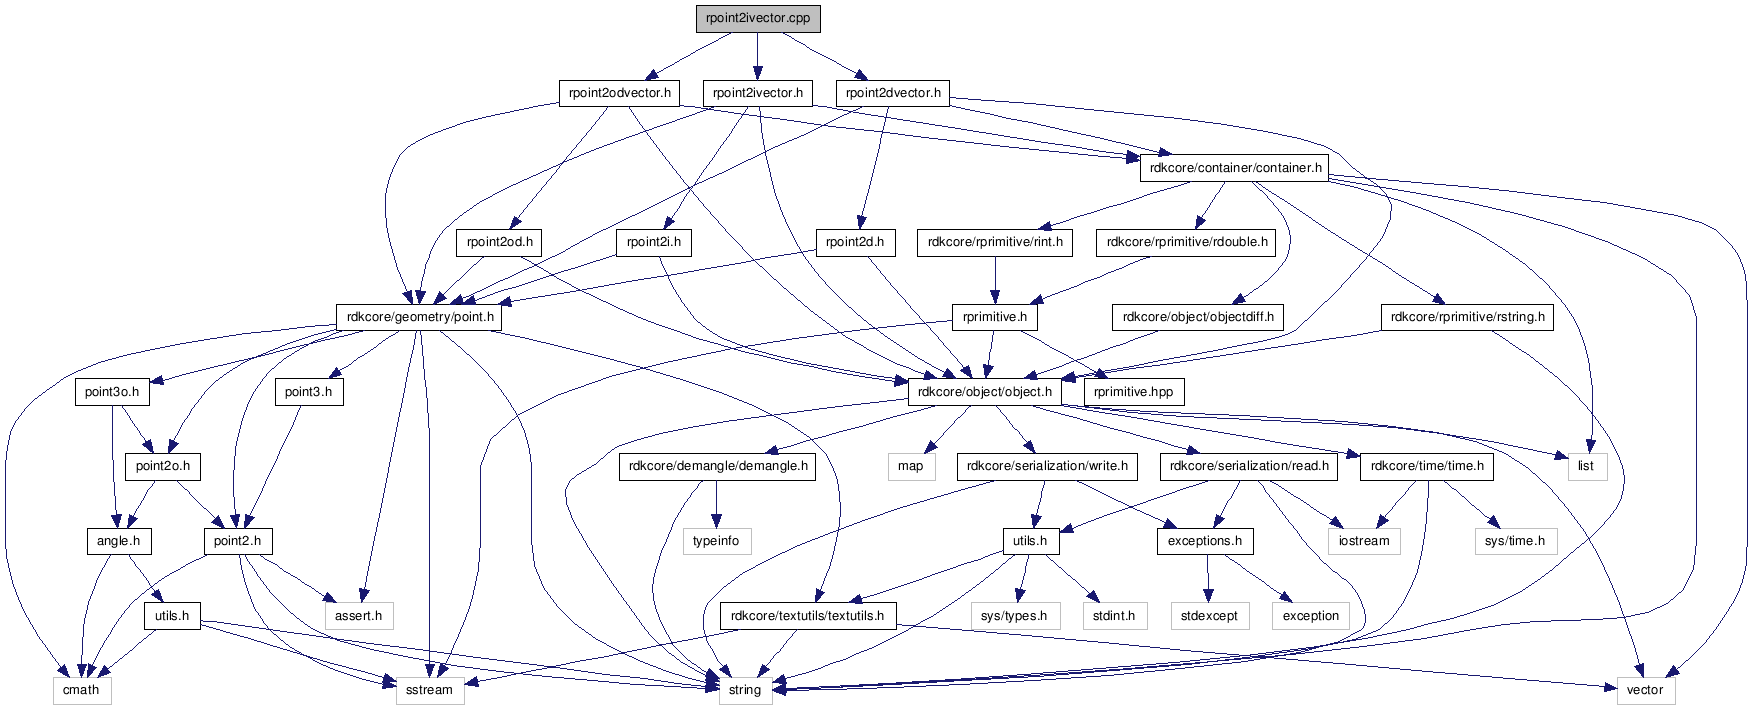 rpoint2ivector.cpp
rpoint2odvector.h
rpoint2ivector.h
rpoint2dvector.h
rdkcore/container/container.h
rpoint2od.h
rpoint2i.h
rpoint2d.h
rdkcore/rprimitive/rint.h
rdkcore/rprimitive/rdouble.h
rdkcore/geometry/point.h
rprimitive.h
rdkcore/object/objectdiff.h
rdkcore/rprimitive/rstring.h
point3o.h
point3.h
rdkcore/object/object.h
rprimitive.hpp
point2o.h
rdkcore/demangle/demangle.h
map
rdkcore/serialization/write.h
rdkcore/serialization/read.h
rdkcore/time/time.h
list
angle.h
point2.h
typeinfo
utils.h
exceptions.h
iostream
sys/time.h
utils.h
assert.h
rdkcore/textutils/textutils.h
sys/types.h
stdint.h
stdexcept
exception
cmath
sstream
string
vector